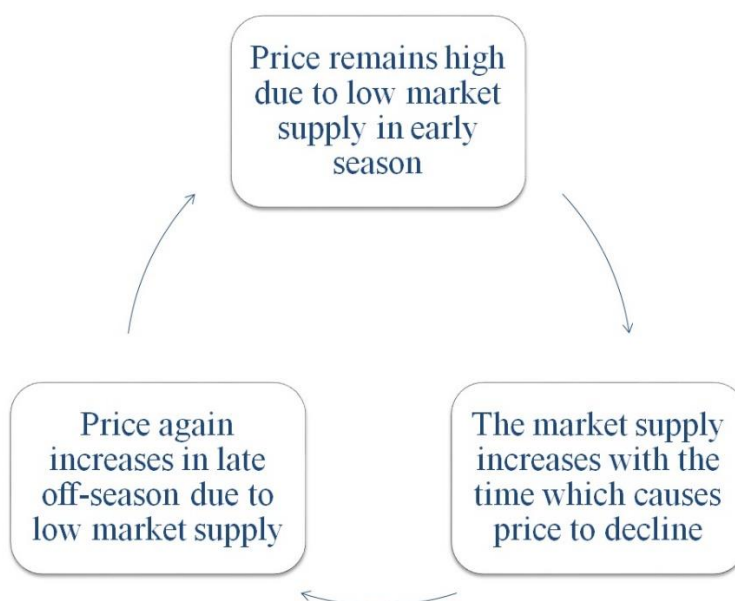 Price remains high
due to low market
supply in early
season
The market supply
increases with the
time which causes
price to decline
Price again
increases in late
off-season due to
low market supply